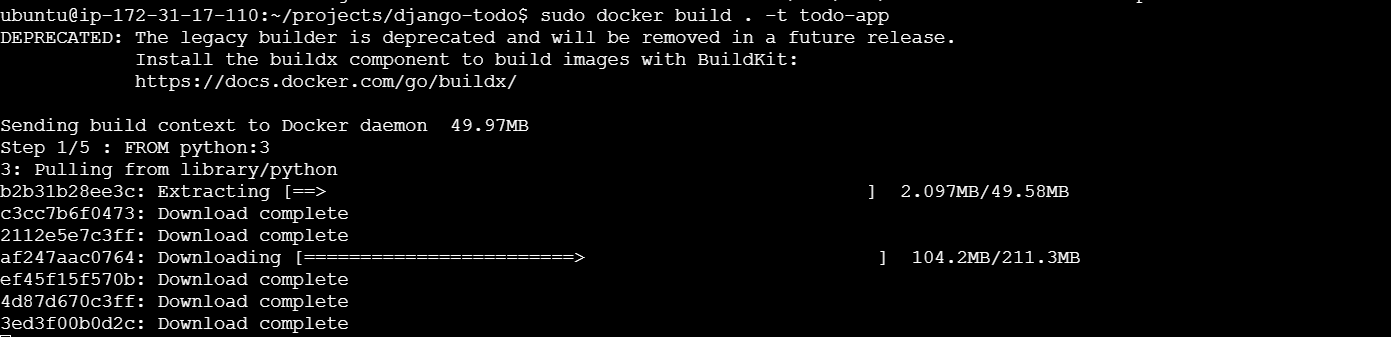 ubuntu@ip-172-31-17-110:~/projects/django-todo$ sudo docker build . -t todo-app
DEPRECATED: The legacy builder is deprecated and will be removed in a future release.
            Install the buildx component to build images with BuildKit:
            https://docs.docker.com/go/buildx/

Sending build context to Docker daemon  49.97MB
Step 1/5 : FROM python:3
3: Pulling from library/python
b2b31b28ee3c: Extracting [==>                                                ]  2.097MB/49.58MB
c3cc7b6f0473: Download complete
2112e5e7c3ff: Download complete
af247aac0764: Downloading [========================>                          ]  104.2MB/211.3MB
ef45f15f570b: Download complete
4d87d670c3ff: Download complete
3ed3f00b0d2c: Download complete